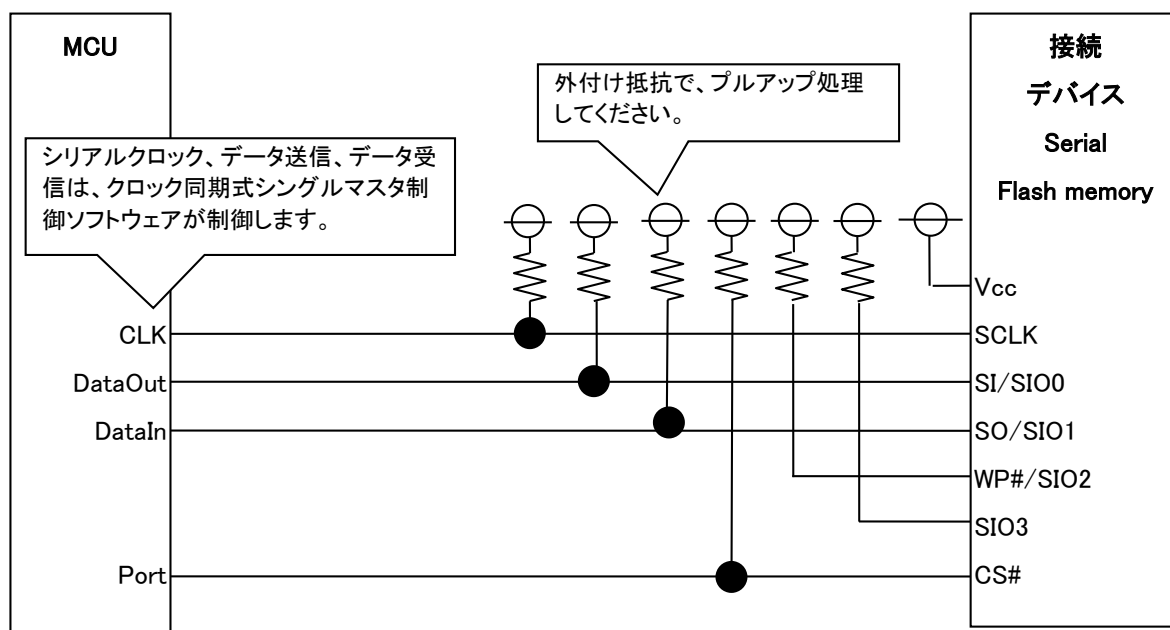 MCU
接続
デバイス
Serial
Flash memory
外付け抵抗で、プルアップ処理
してください。
シリアルクロック、データ送信、データ受
信は、クロック同期式シングルマスタ制
御ソフトウェアが制御します。
Vcc
CLK
SCLK
DataOut
SI/SIO0
DataIn
SO/SIO1
WP#/SIO2
SIO3
Port
CS#